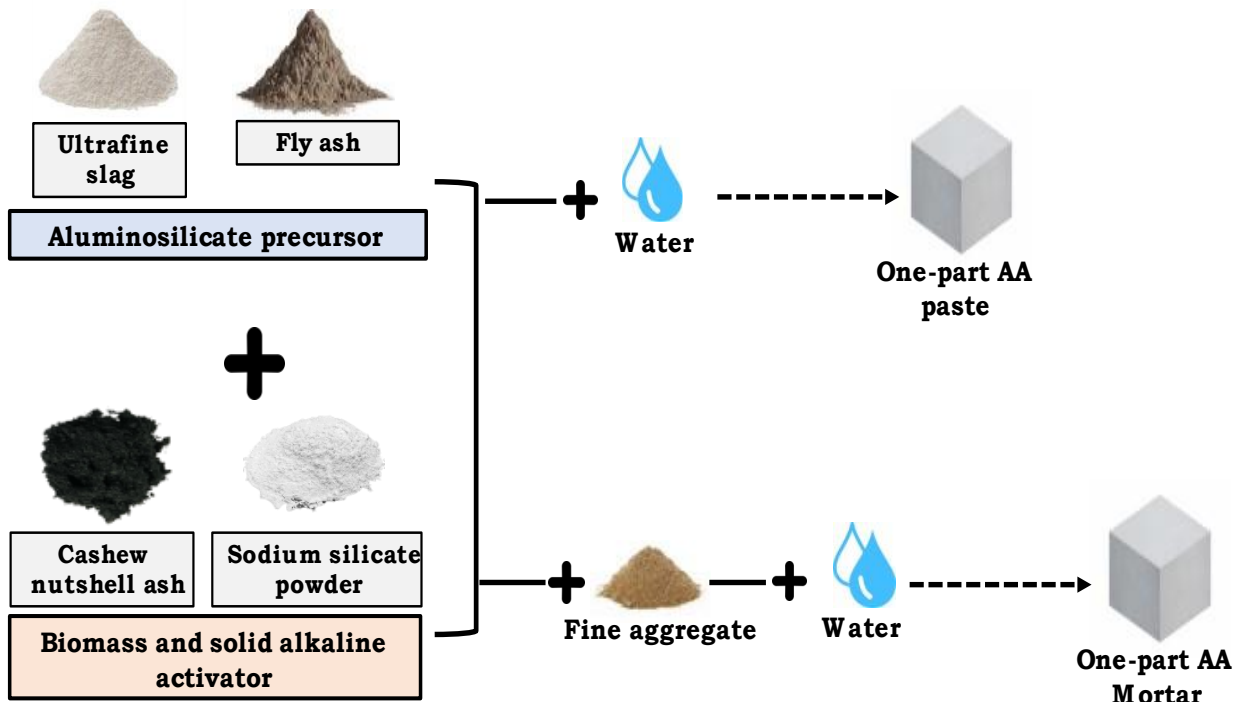 Ultrafine
slag
Fly ash
Aluminosilicate precursor
Water
One-part AA
paste
Cashew
nutshell ash
Sodium silicate
powder
Biomass and solid alkaline
activator
Fine aggregate
Water
One-part AA
Mortar